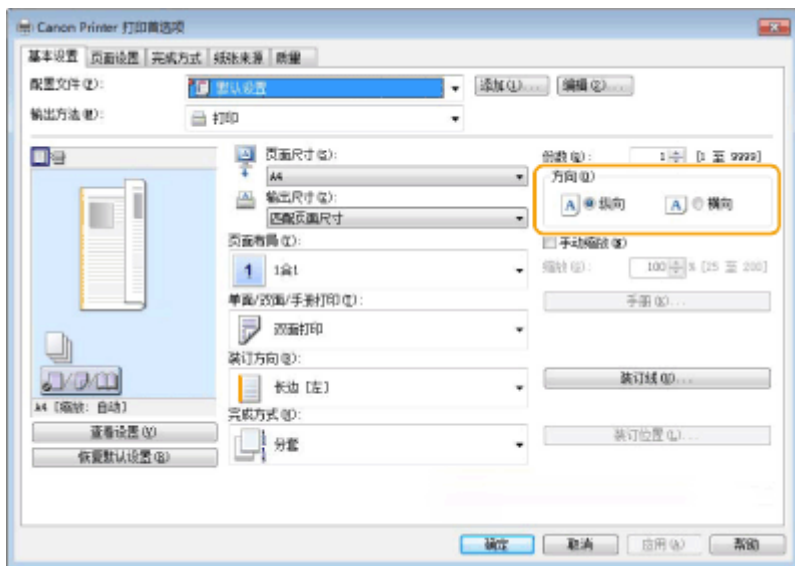 Canon Printer 打印首选项
基本设置 页面设置 完成方式 纸张来源 质量
配置文件(F): 默认设置 添加(1)... 编辑(2)...
输出方法(M): 打印
页面尺寸(S): 份数(Q): 1 [1 至 9999]
A4 方向(D)
输出尺寸(Z): A 纵向 A 横向
匹配页面尺寸
页面布局(Y): 手动缩放(N)
1 1合1 缩放(G): 100 % [25 至 200]
单面/双面/手册打印(T): 手册(K)...
双面打印
装订方向(B):
长边 [左] 装订线(W)...
A4 [缩放: 自动] 完成方式(H):
查看设置(V) 分套 装订位置(L)...
恢复默认设置(R)
确定 取消 应用(A) 帮助